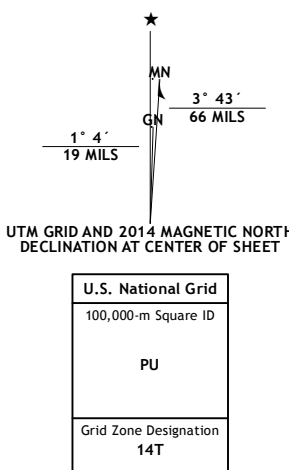 ★
MN
3° 43´
66 MILS
GN
1° 4´
19 MILS
UTM GRID AND 2014 MAGNETIC NORTH
DECLINATION AT CENTER OF SHEET
U.S. National Grid
100,000-m Square ID
PU
Grid Zone Designation
14T